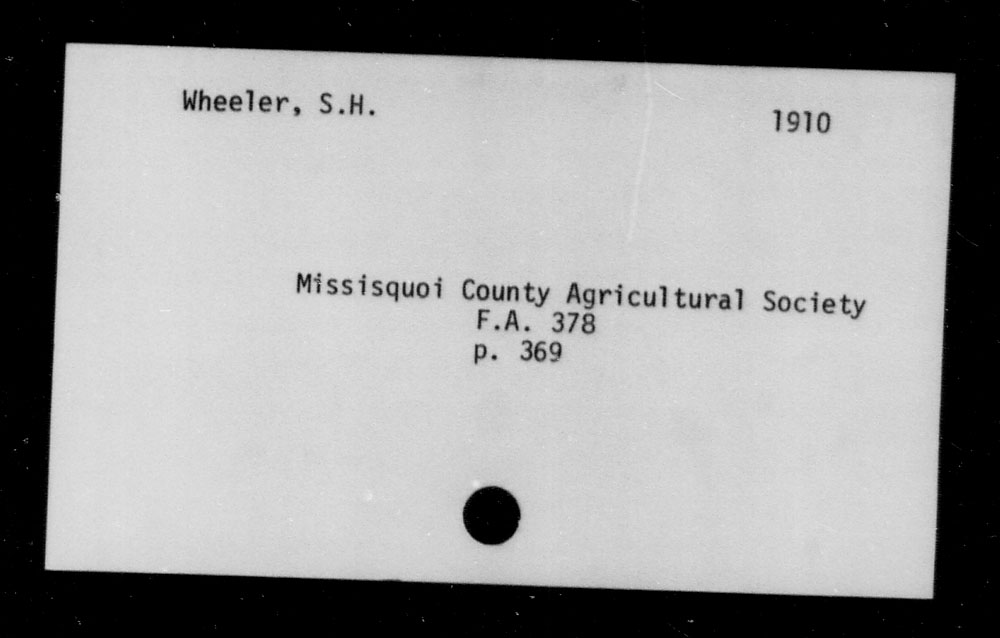 Wheeler, S.H.
1910
Missisquoi County Agricultural Society
F.A. 378
p. 369